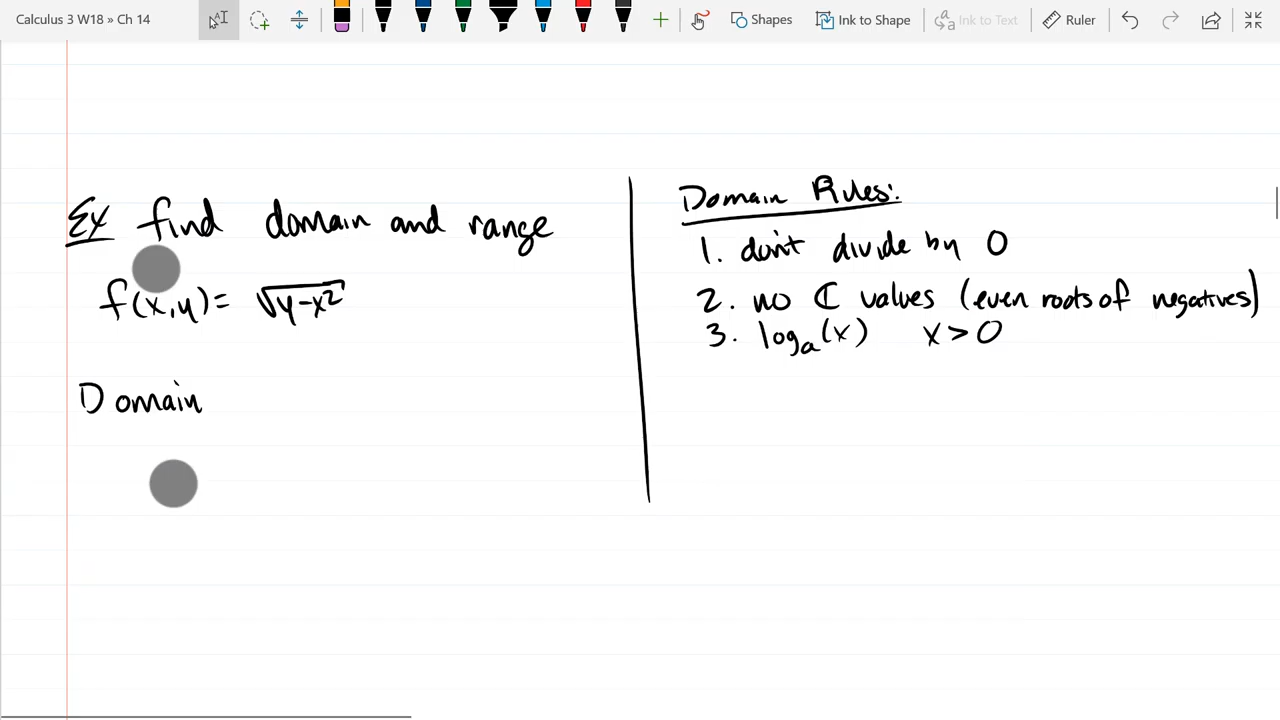 Calculus 3 W18 » Ch 14
Shapes
Ink to Shape
Ink to Text
Ruler
Ex find domain and range
f(x,y) = √y-x²
Domain
Domain Rules:
1. don't divide by 0
2. no ℂ values (even roots of negatives)
3. logₐ(x) x > 0